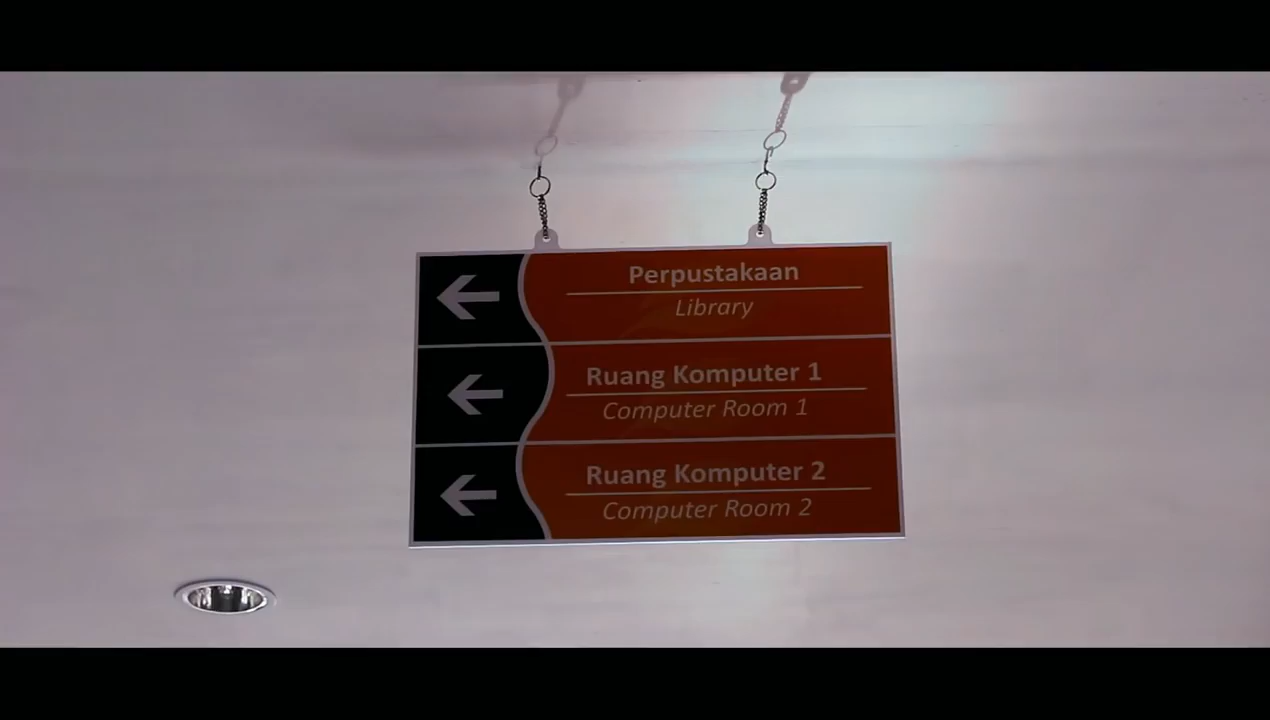 Perpustakaan
Library
Ruang Komputer 1
Computer Room 1
Ruang Komputer 2
Computer Room 2